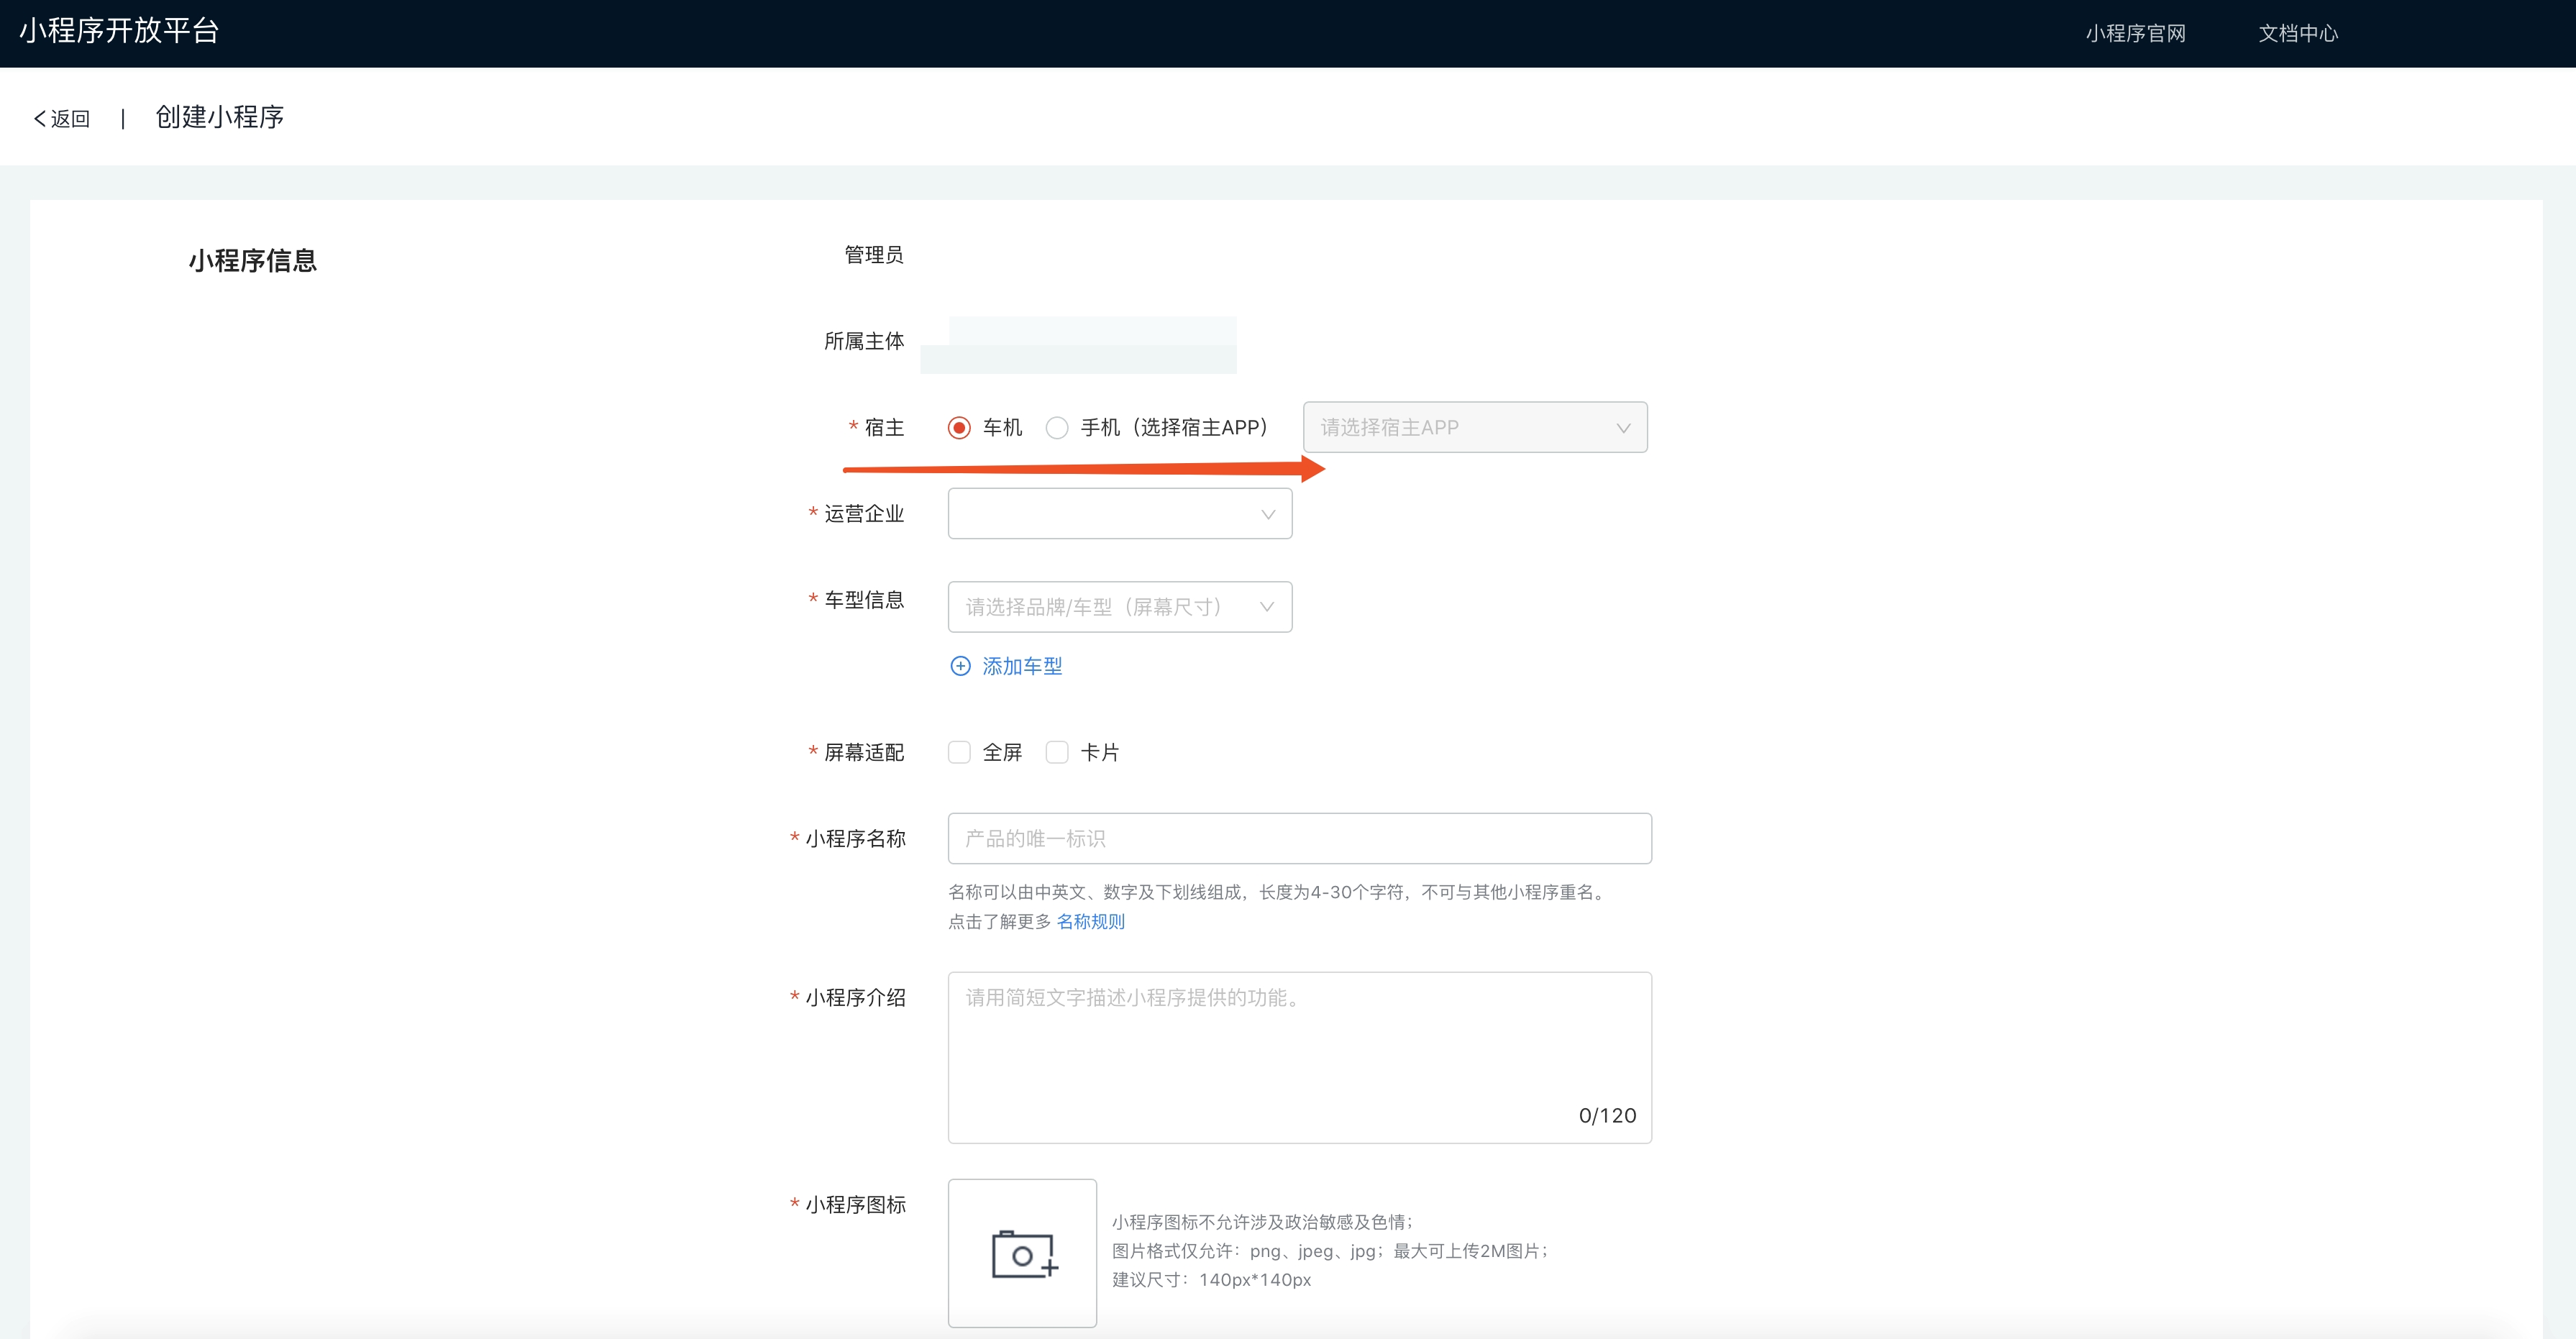 小程序开放平台
小程序官网
文档中心
返回
创建小程序
小程序信息
管理员
所属主体
* 宿主
车机
手机（选择宿主APP）
请选择宿主APP
* 运营企业
* 车型信息
请选择品牌/车型（屏幕尺寸）
添加车型
* 屏幕适配
全屏
卡片
* 小程序名称
产品的唯一标识
名称可以由中英文、数字及下划线组成，长度为4-30个字符，不可与其他小程序重名。
点击了解更多 名称规则
* 小程序介绍
请用简短文字描述小程序提供的功能。
0/120
* 小程序图标
小程序图标不允许涉及政治敏感及色情；
图片格式仅允许：png、jpeg、jpg；最大可上传2M图片；
建议尺寸：140px*140px